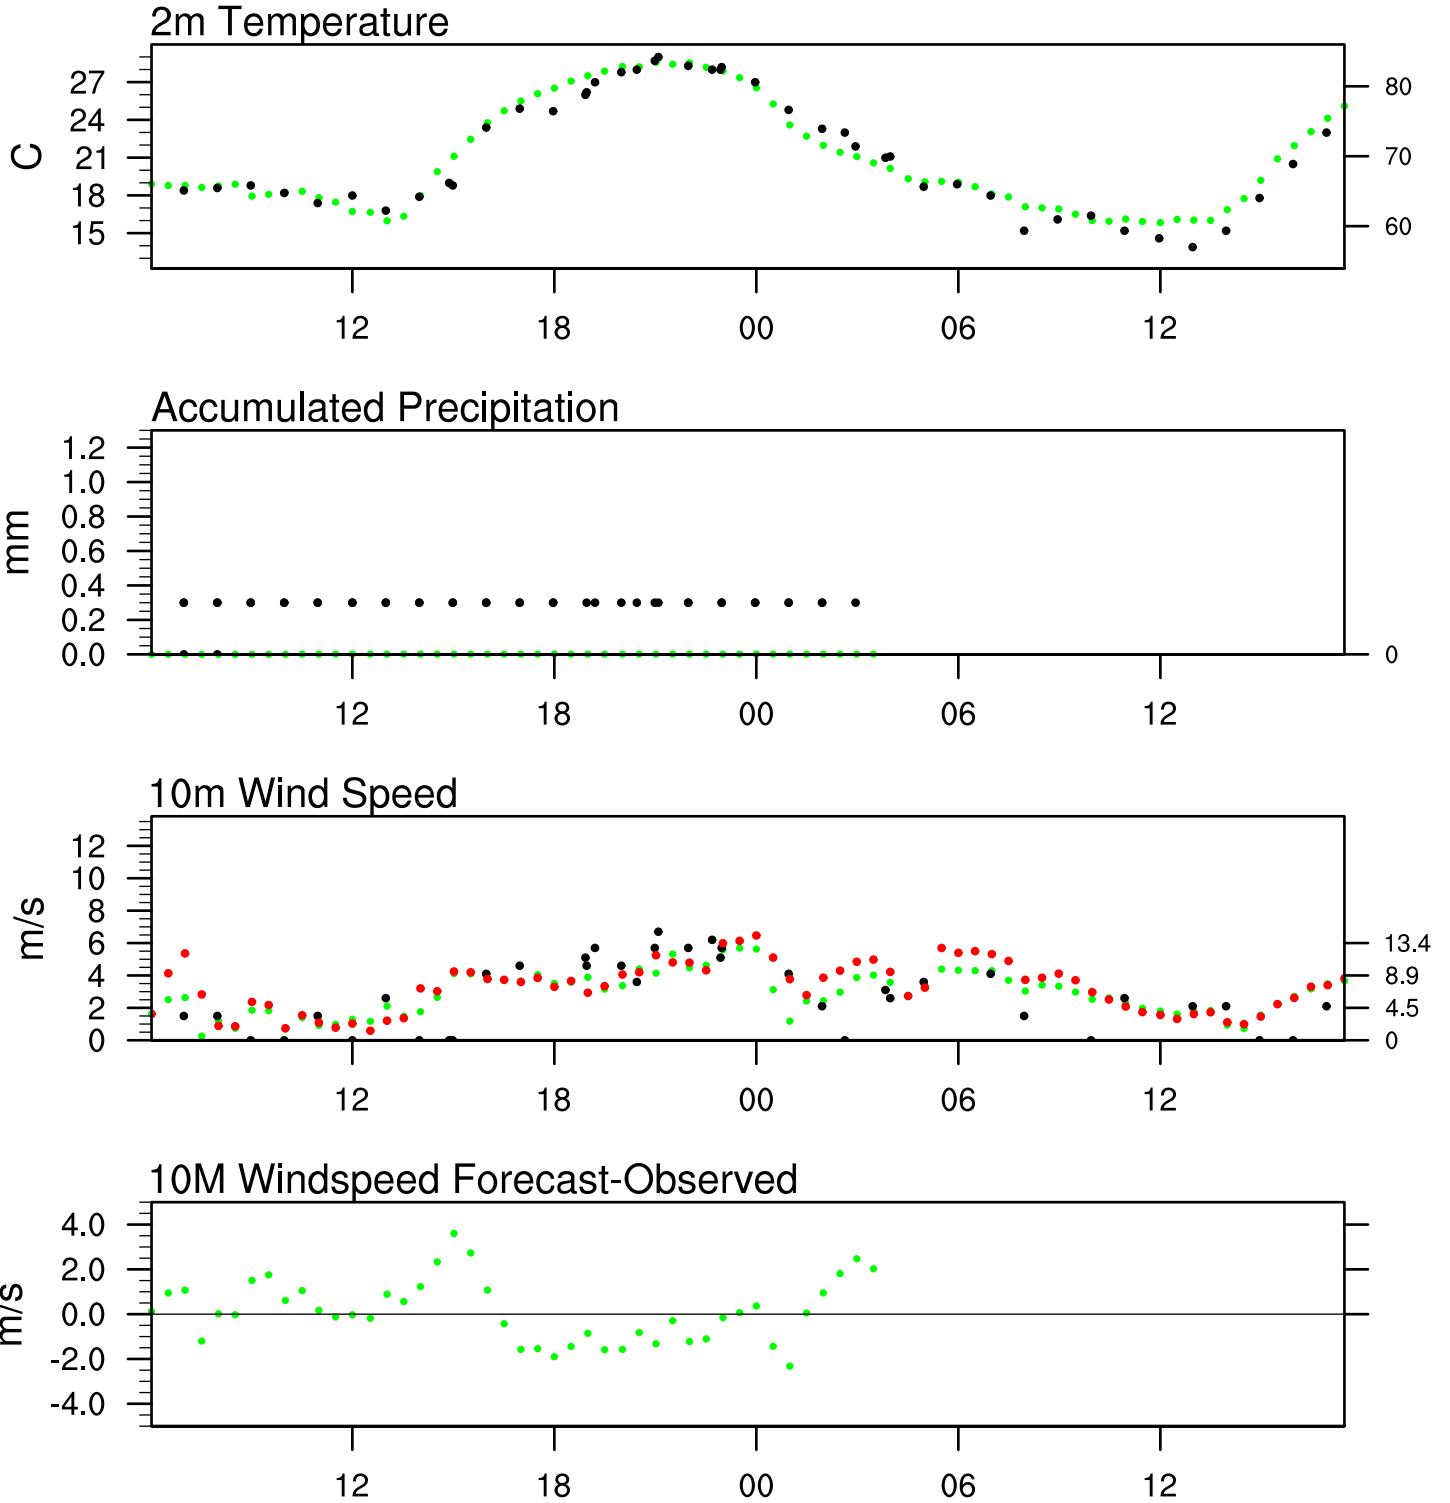 2m Temperature
27
24
21
18
15
C
80
70
60
12 18 00 06 12
Accumulated Precipitation
1.2
1.0
0.8
0.6
0.4
0.2
0.0
mm
0
12 18 00 06 12
10m Wind Speed
12
10
8
6
4
2
0
m/s
13.4
8.9
4.5
0
12 18 00 06 12
10M Windspeed Forecast-Observed
4.0
2.0
0.0
-2.0
-4.0
m/s
12 18 00 06 12